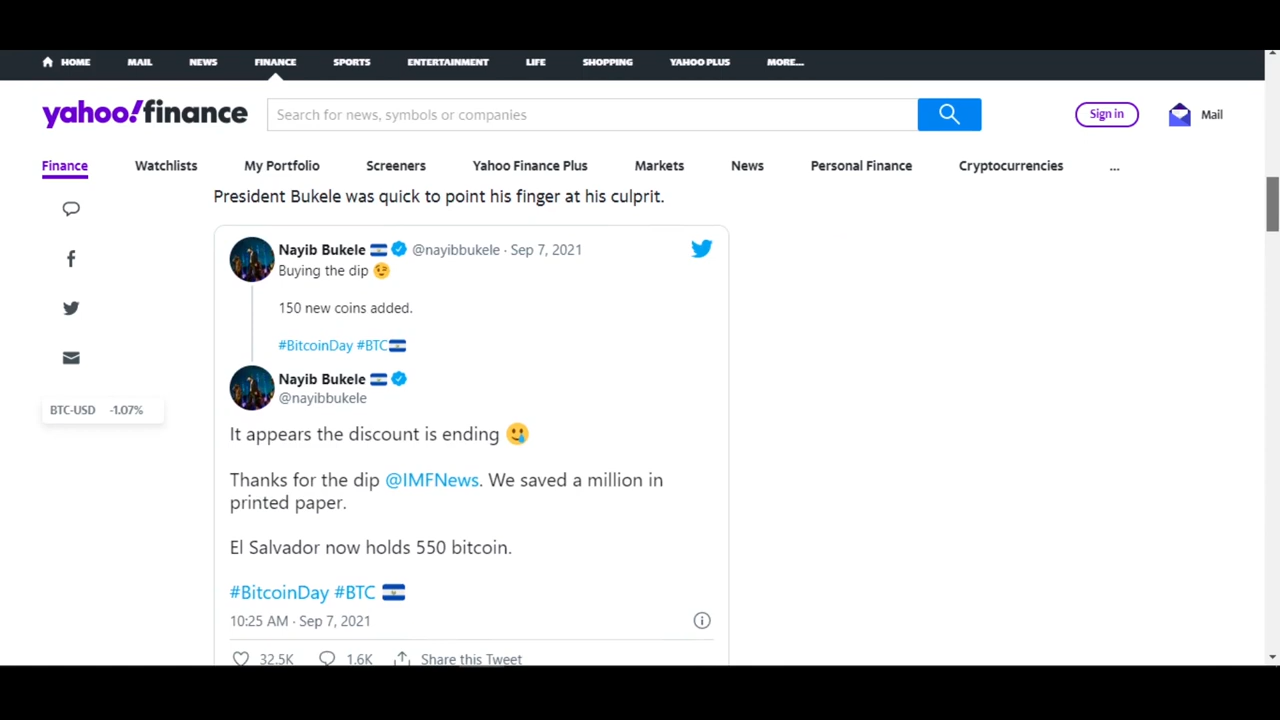 HOME MAIL NEWS FINANCE SPORTS ENTERTAINMENT LIFE SHOPPING YAHOO PLUS MORE...
yahoo!finance Search for news, symbols or companies Sign in Mail
Finance Watchlists My Portfolio Screeners Yahoo Finance Plus Markets News Personal Finance Cryptocurrencies ...
President Bukele was quick to point his finger at his culprit.
Nayib Bukele @nayibbukele · Sep 7, 2021
Buying the dip
150 new coins added.
#BitcoinDay #BTC
Nayib Bukele
@nayibbukele
BTC-USD -1.07%
It appears the discount is ending
Thanks for the dip @IMFNews. We saved a million in
printed paper.
El Salvador now holds 550 bitcoin.
#BitcoinDay #BTC
10:25 AM · Sep 7, 2021
32.5K 1.6K Share this Tweet